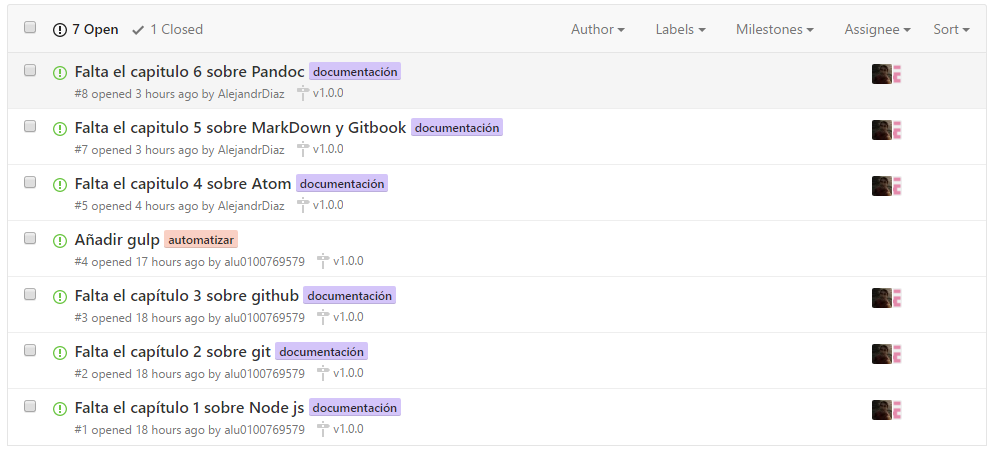 7 Open 1 Closed Author Labels Milestones Assignee Sort
Falta el capitulo 6 sobre Pandoc documentación
#8 opened 3 hours ago by AlejandrDiaz v1.0.0
Falta el capitulo 5 sobre MarkDown y Gitbook documentación
#7 opened 3 hours ago by AlejandrDiaz v1.0.0
Falta el capitulo 4 sobre Atom documentación
#5 opened 4 hours ago by AlejandrDiaz v1.0.0
Añadir gulp automatizar
#4 opened 17 hours ago by alu0100769579 v1.0.0
Falta el capítulo 3 sobre github documentación
#3 opened 18 hours ago by alu0100769579 v1.0.0
Falta el capítulo 2 sobre git documentación
#2 opened 18 hours ago by alu0100769579 v1.0.0
Falta el capítulo 1 sobre Node js documentación
#1 opened 18 hours ago by alu0100769579 v1.0.0